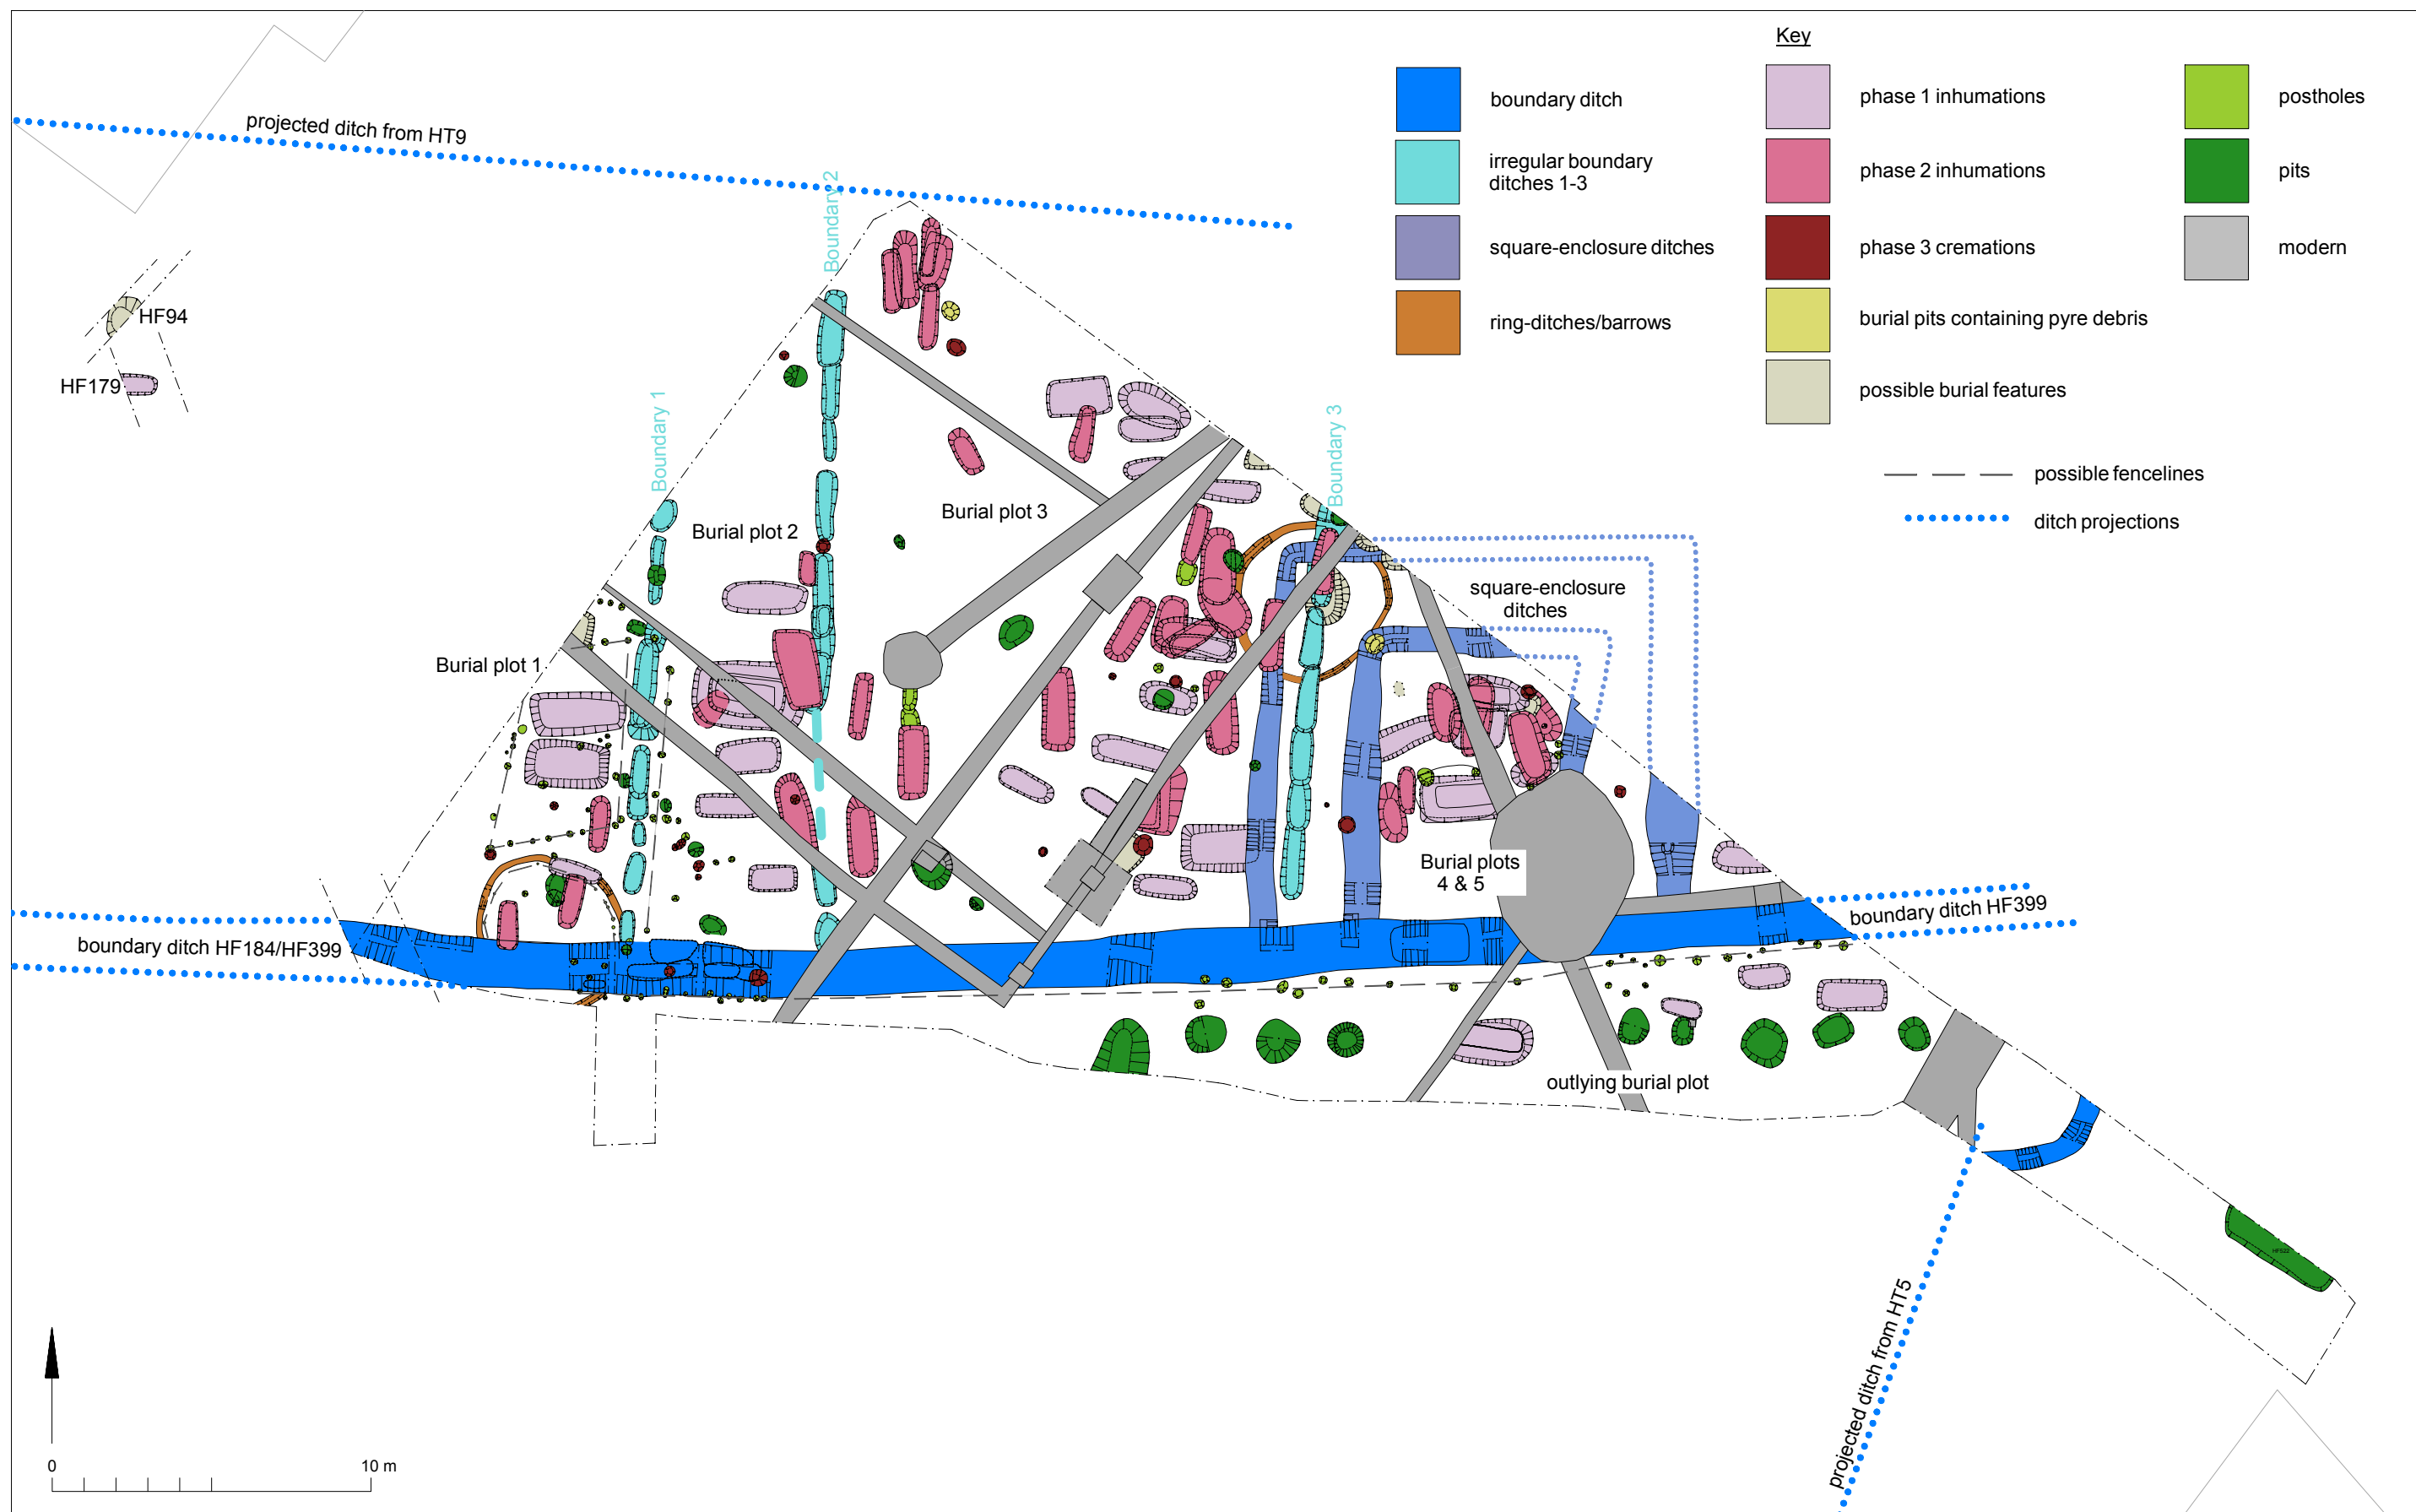 Key
boundary ditch
irregular boundary
ditches 1-3
square-enclosure ditches
ring-ditches/barrows
phase 1 inhumations
phase 2 inhumations
phase 3 cremations
burial pits containing pyre debris
possible burial features
postholes
pits
modern
possible fencelines
ditch projections
projected ditch from HT9
Boundary 2
HF94
HF179
Boundary 1
Boundary 3
Burial plot 3
Burial plot 2
square-enclosure
ditches
Burial plot 1
Burial plots
4 & 5
boundary ditch HF399
boundary ditch HF184/HF399
outlying burial plot
HF522
projected ditch from HT5
0
10 m